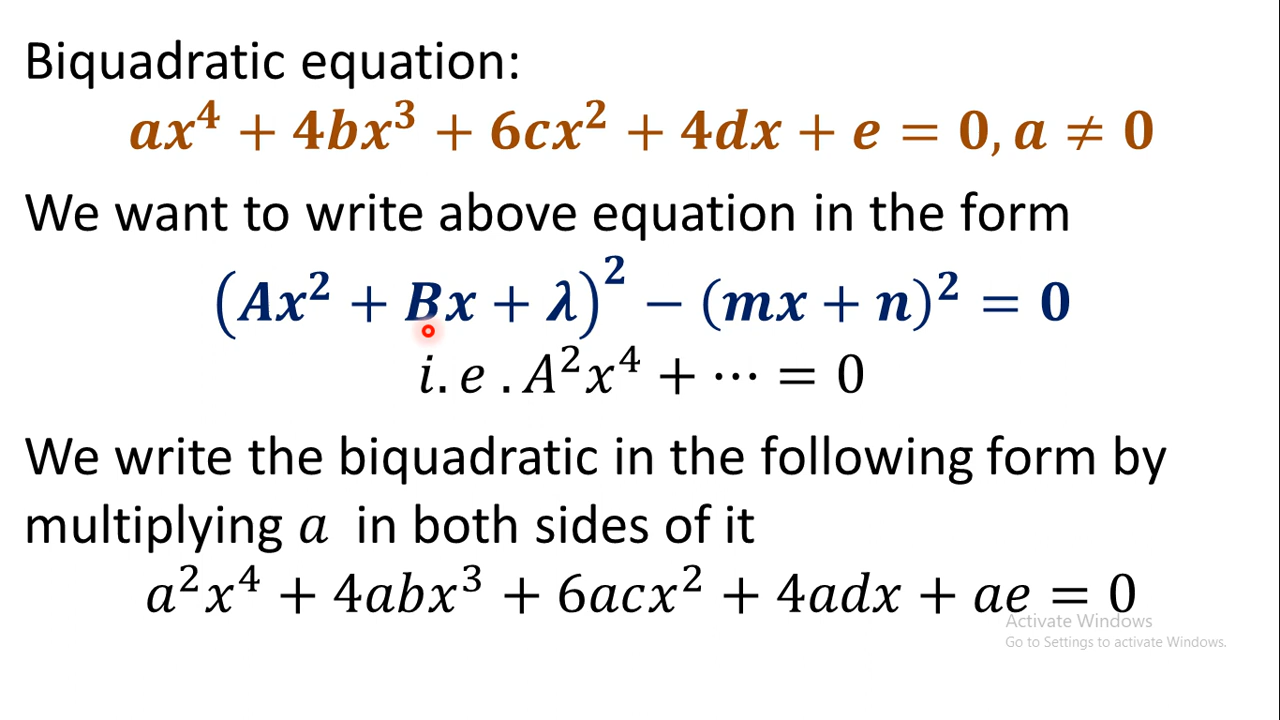 Biquadratic equation:
ax⁴ + 4bx³ + 6cx² + 4dx + e = 0, a ≠ 0
We want to write above equation in the form
(Ax² + Bx + λ)² − (mx + n)² = 0
i.e . A²x⁴ + ⋯ = 0
We write the biquadratic in the following form by
multiplying a in both sides of it
a²x⁴ + 4abx³ + 6acx² + 4adx + ae = 0
Activate Windows
Go to Settings to activate Windows.